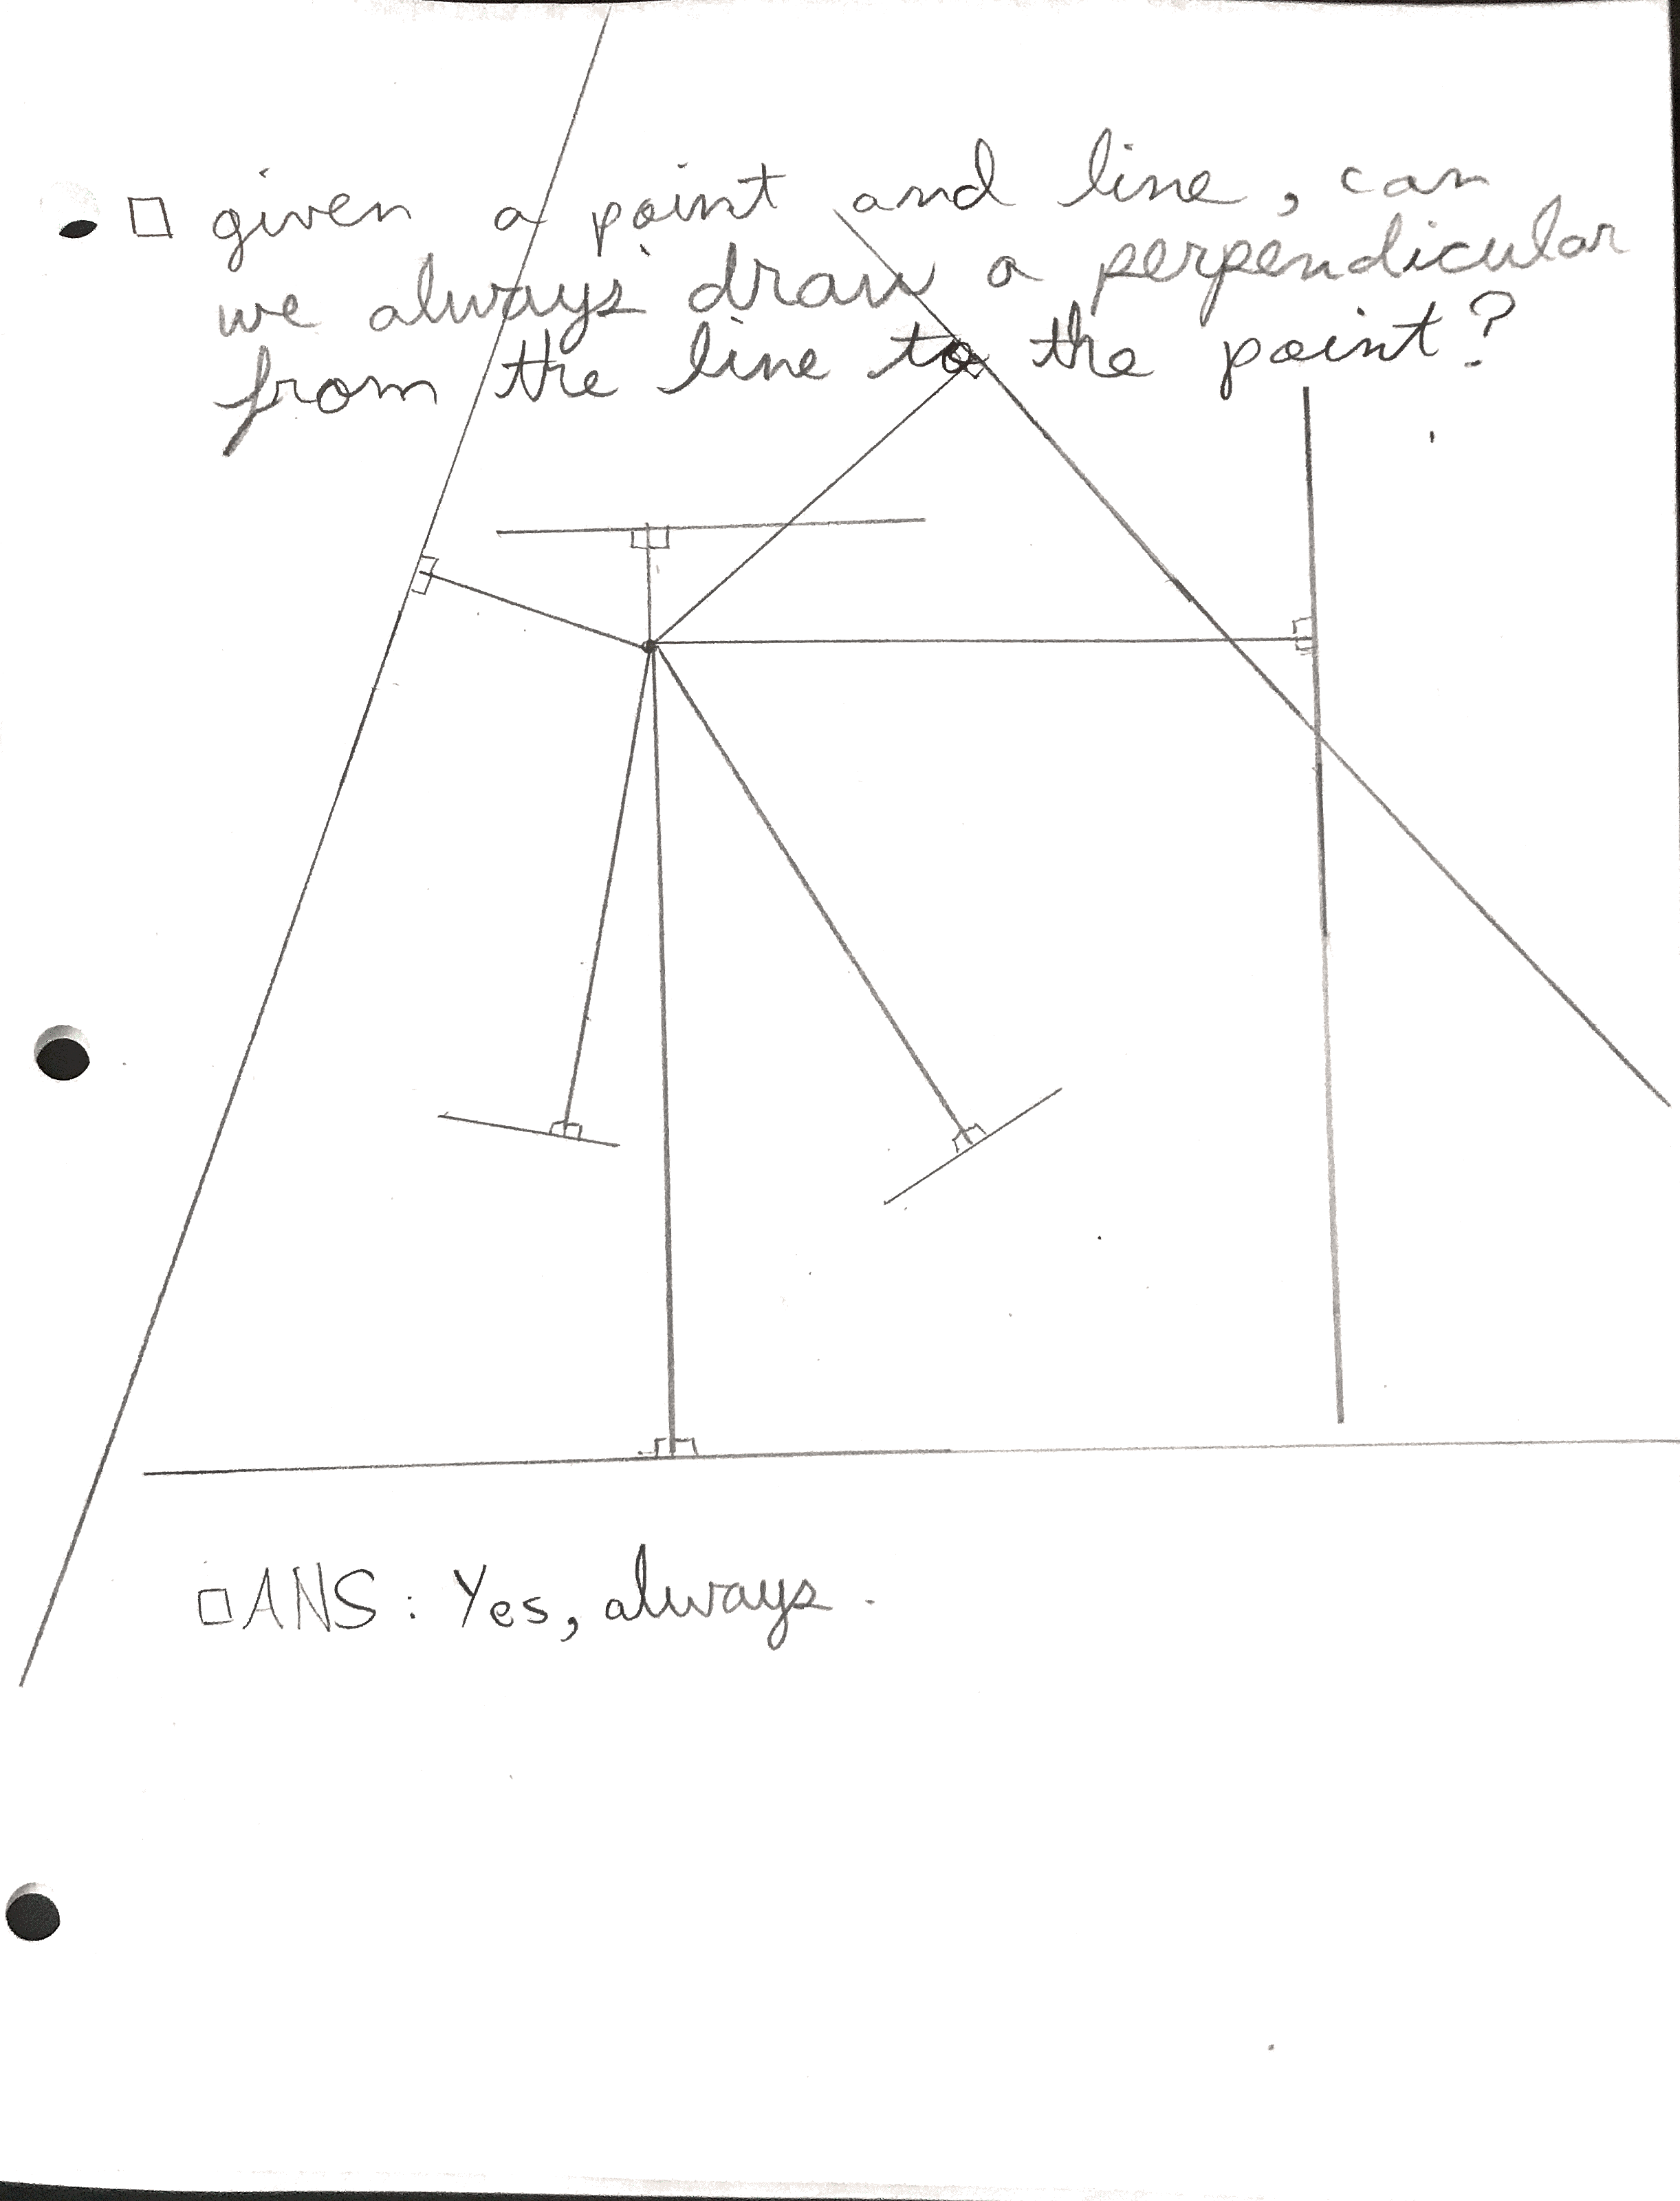 □ given a point and line, can
we always draw a perpendicular
from the line to the point?
□ ANS: Yes, always.